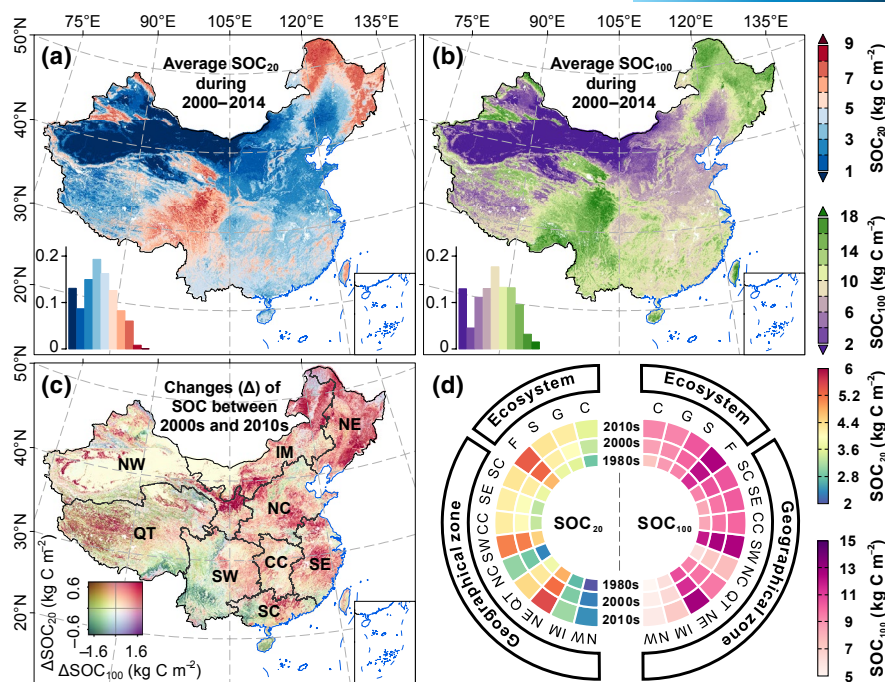 75°E 90°E 105°E 120°E 135°E
75°E 90°E 105°E 120°E 135°E
50°N
40°N
30°N
20°N
(a)
Average SOC20
during
2000–2014
0.2
0.1
0
(b)
Average SOC100
during
2000–2014
0.2
0.1
0
9
7
5
3
1
SOC20 (kg C m–2)
18
14
10
6
2
SOC100 (kg C m–2)
50°N
40°N
30°N
20°N
(c)
Changes (Δ) of
SOC between
2000s and 2010s
NE
IM
NW
NC
QT
SW
CC
SE
SC
0.6
–0.6
–1.6 1.6
ΔSOC20 (kg C m–2)
ΔSOC100 (kg C m–2)
(d)
Ecosystem
Ecosystem
Geographical zone
Geographical zone
C
G
S
F
SC
SE
CC
SW
NC
QT
NE
IM
NW
C
G
S
F
SC
SE
CC
SW
NC
QT
NE
IM
NW
2010s
2000s
1980s
SOC20
SOC100
1980s
2000s
2010s
6
5.2
4.4
3.6
2.8
2
SOC20 (kg C m–2)
15
13
11
9
7
5
SOC100 (kg C m–2)